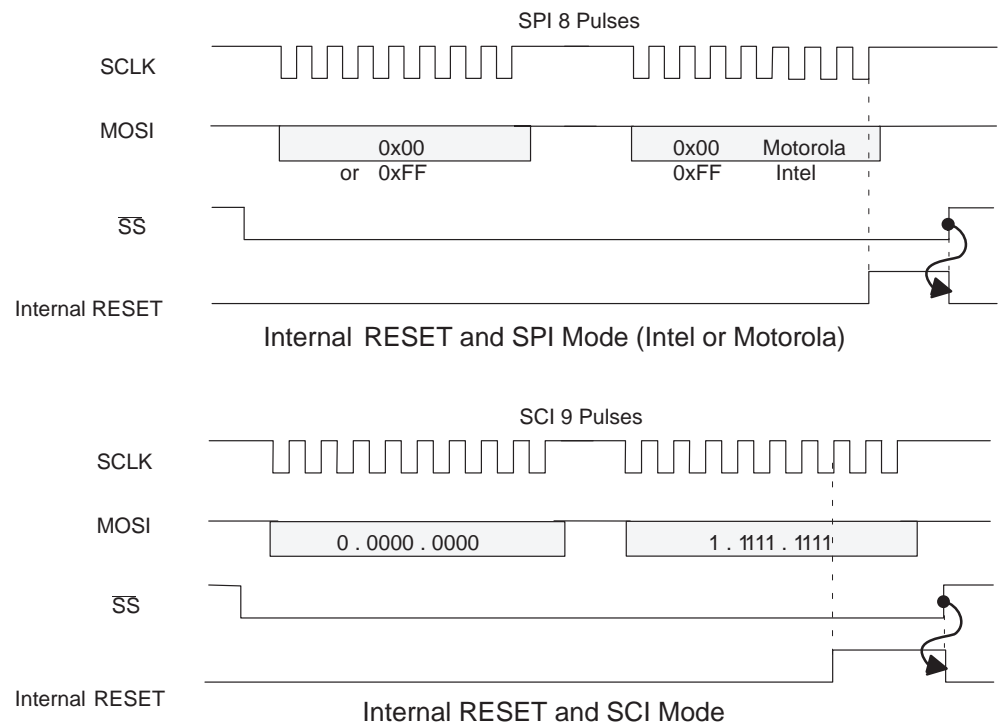 SPI 8 Pulses
SCLK
MOSI
0x00
or 0xFF
0x00 Motorola
0xFF Intel
SS
Internal RESET
Internal RESET and SPI Mode (Intel or Motorola)
SCI 9 Pulses
SCLK
MOSI
0 . 0000 . 0000
1 . 1111 . 1111
SS
Internal RESET
Internal RESET and SCI Mode